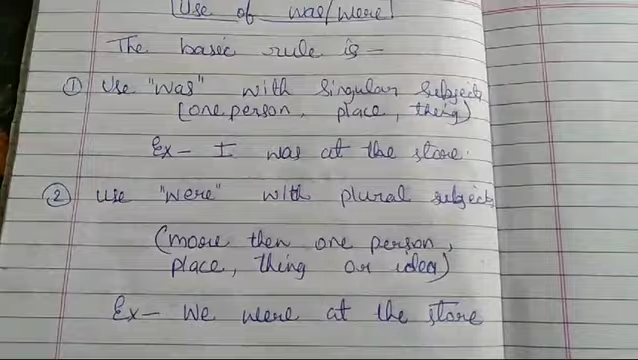 Use of was/were
The basic rule is -
① Use "was" with singular subjects
(one person, place, thing)
Ex - I was at the store.
② use "were" with plural subjects
(more then one person,
place, thing or idea)
Ex - We were at the store